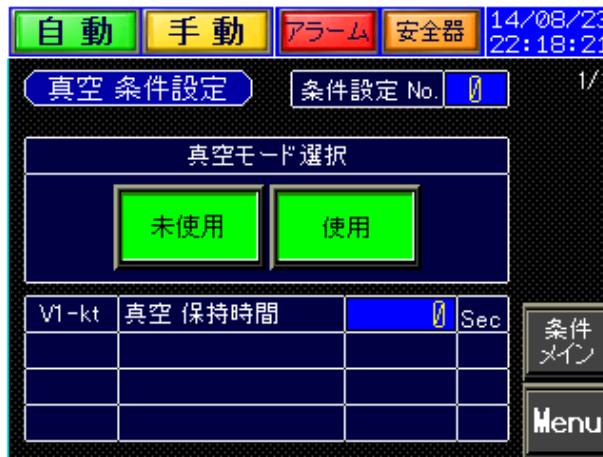 自動 手動 アラーム 安全器 14/08/23
22:18:21
真空 条件設定 条件設定 No. 0 1/
真空モード選択
未使用 使用
V1-kt 真空 保持時間 0 Sec
条件
メイン
Menu